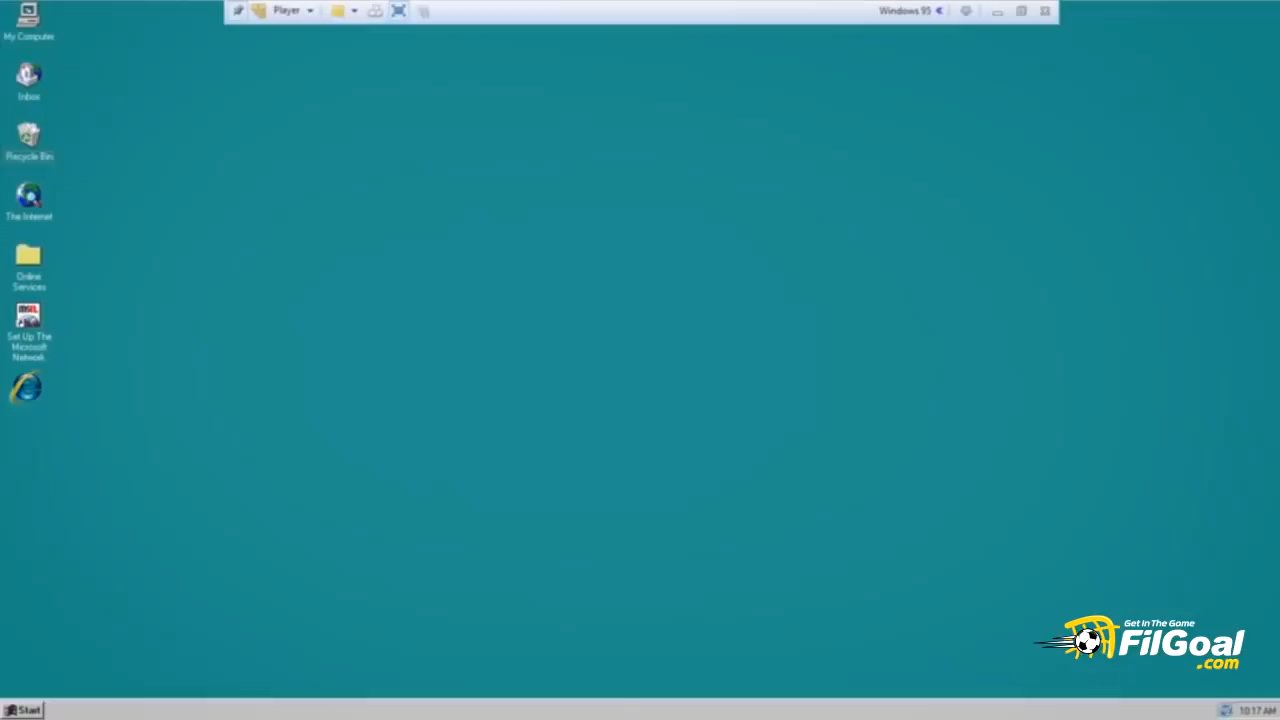 Player
Windows 95
My Computer
Inbox
Recycle Bin
The Internet
Online
Services
Set Up The
Microsoft
Network
Get In The Game
FilGoal
.com
Start
10:17 AM